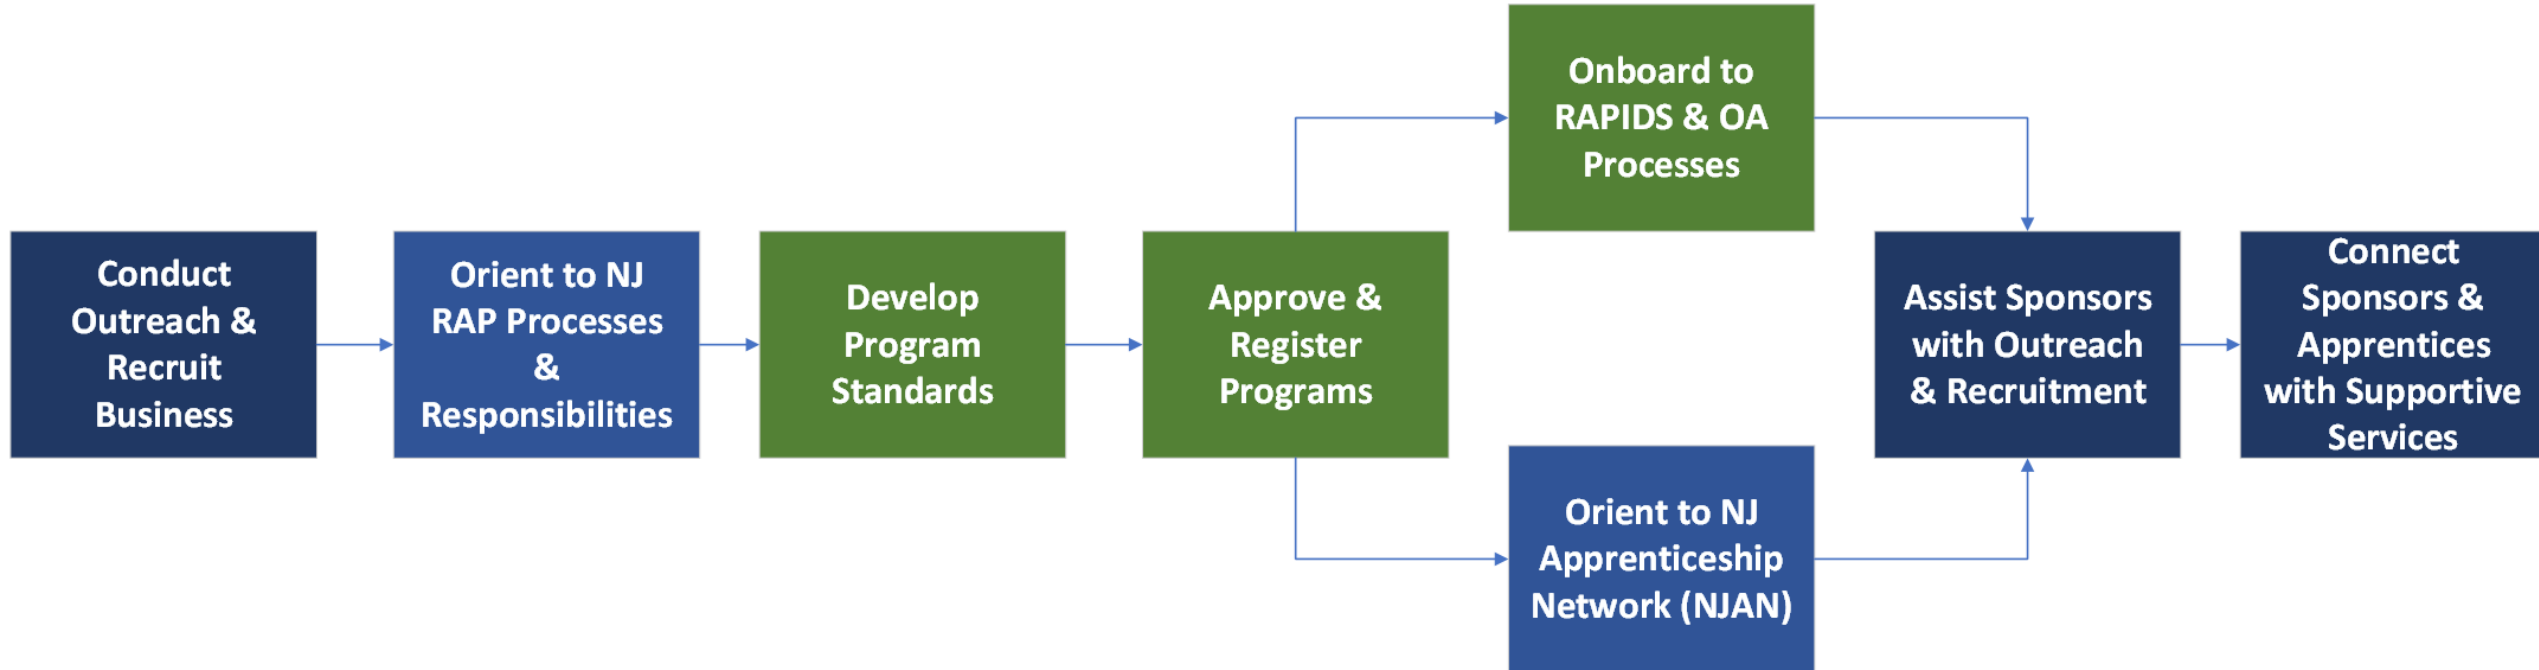 Conduct
Outreach &
Recruit
Business
Orient to NJ
RAP Processes
&
Responsibilities
Develop
Program
Standards
Approve &
Register
Programs
Onboard to
RAPIDS & OA
Processes
Orient to NJ
Apprenticeship
Network (NJAN)
Assist Sponsors
with Outreach
& Recruitment
Connect
Sponsors &
Apprentices
with Supportive
Services